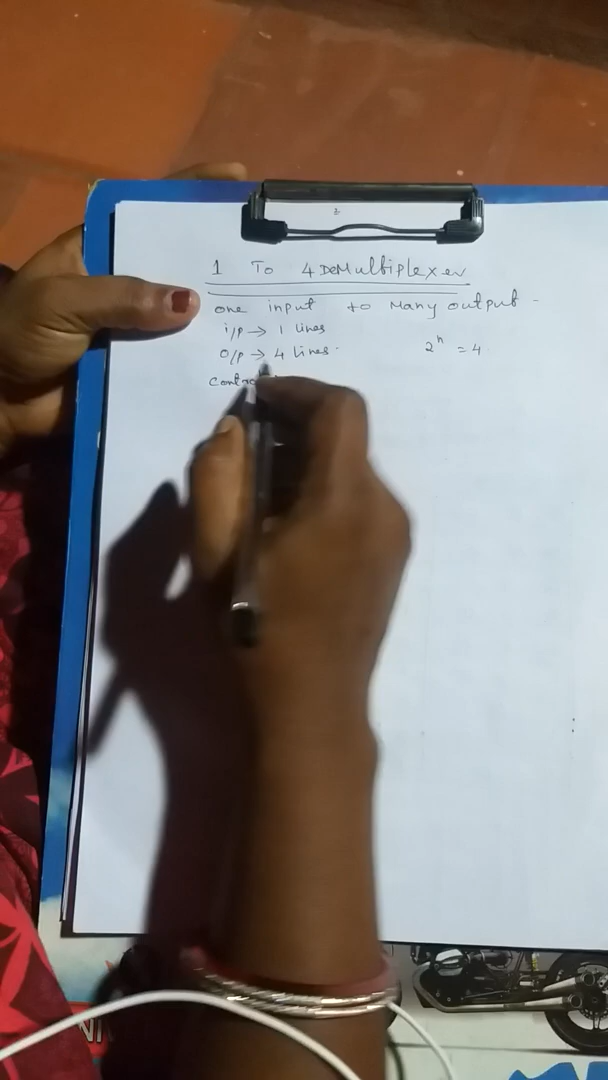 1 To 4 DeMultiplexer
one input to Many output -
i/p → 1 lines
o/p → 4 lines.
2ⁿ = 4.